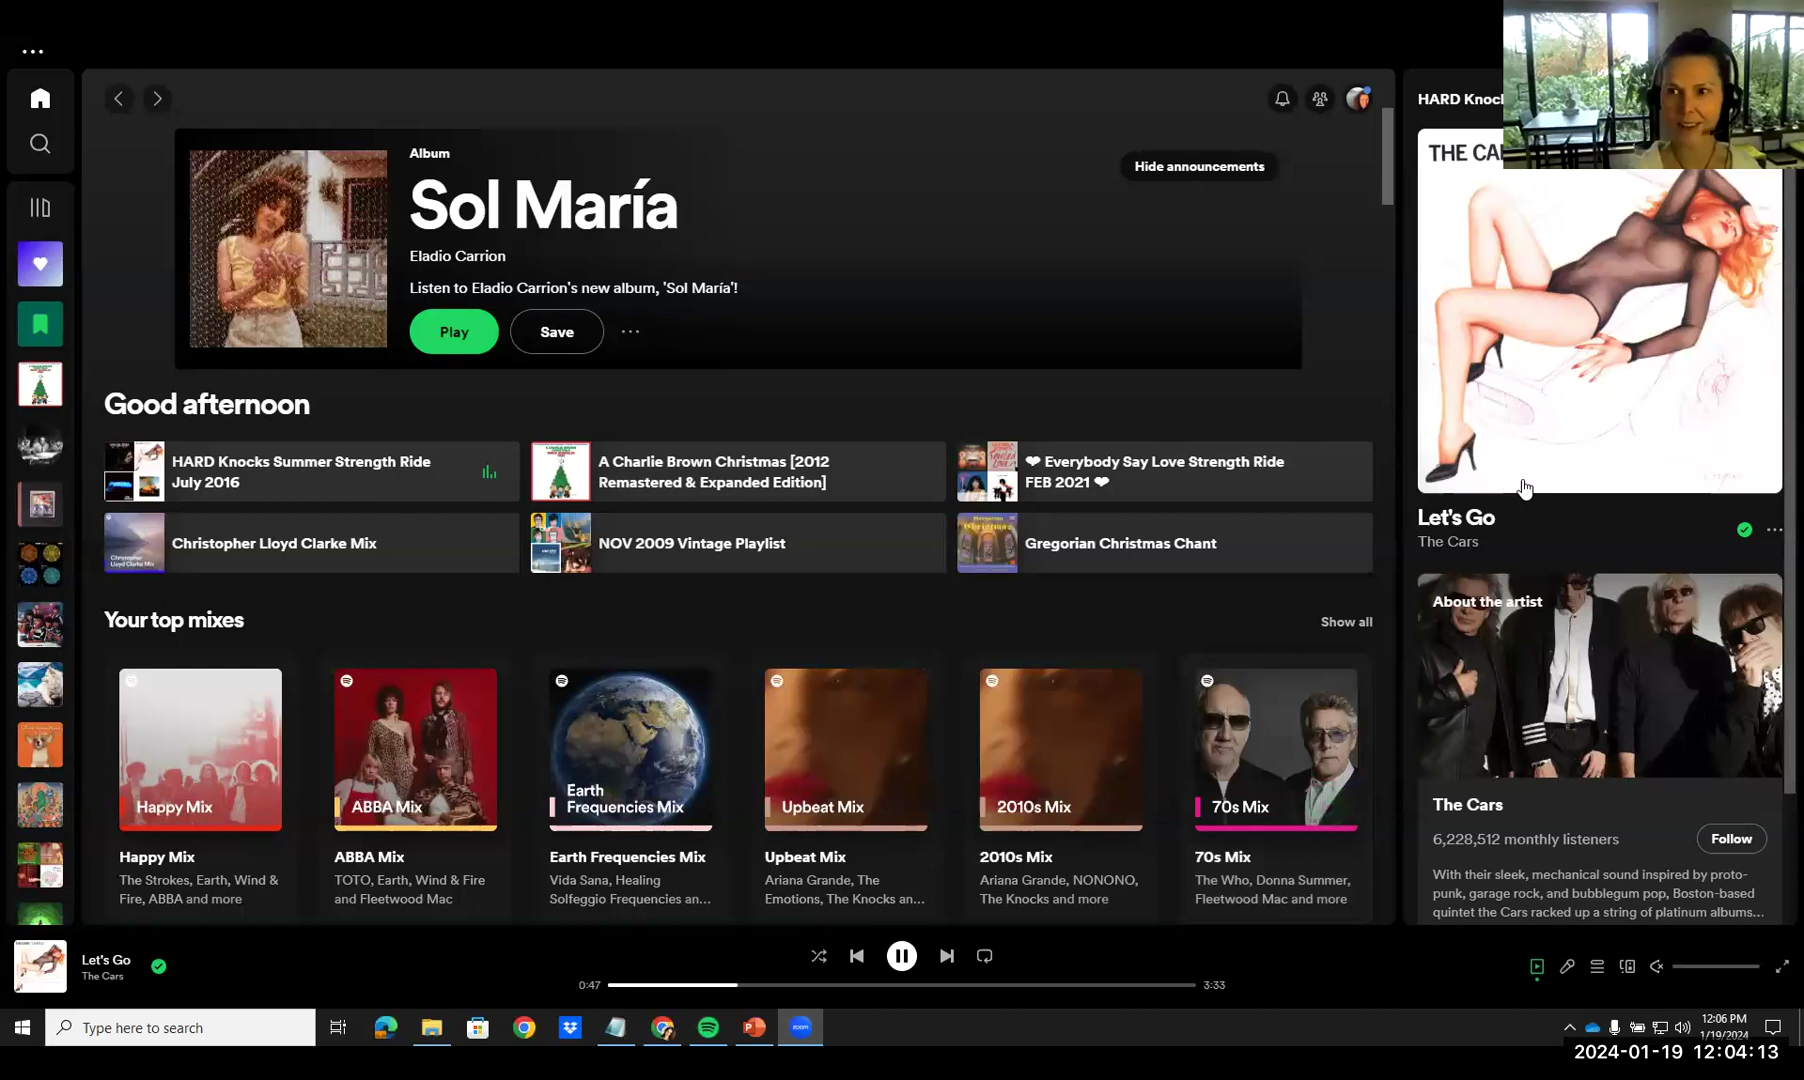 ...
HARD Knoc
THE CA
Album
Hide announcements
Sol María
Eladio Carrion
Listen to Eladio Carrion's new album, 'Sol María'!
Play
Save
...
Good afternoon
HARD Knocks Summer Strength Ride
July 2016
A Charlie Brown Christmas [2012
Remastered & Expanded Edition]
❤ Everybody Say Love Strength Ride
FEB 2021 ❤
Christopher Lloyd Clarke Mix
NOV 2009 Vintage Playlist
Gregorian Christmas Chant
Let's Go
The Cars
...
Your top mixes
Show all
Happy Mix
ABBA Mix
Earth
Frequencies Mix
Upbeat Mix
2010s Mix
70s Mix
Happy Mix
The Strokes, Earth, Wind &
Fire, ABBA and more
ABBA Mix
TOTO, Earth, Wind & Fire
and Fleetwood Mac
Earth Frequencies Mix
Vida Sana, Healing
Solfeggio Frequencies an...
Upbeat Mix
Ariana Grande, The
Emotions, The Knocks an...
2010s Mix
Ariana Grande, NONONO,
The Knocks and more
70s Mix
The Who, Donna Summer,
Fleetwood Mac and more
About the artist
The Cars
6,228,512 monthly listeners
Follow
With their sleek, mechanical sound inspired by proto-
punk, garage rock, and bubblegum pop, Boston-based
quintet the Cars racked up a string of platinum albums...
Let's Go
The Cars
0:47
3:33
Type here to search
zoom
12:06 PM
1/19/2024
2024-01-19 12:04:13